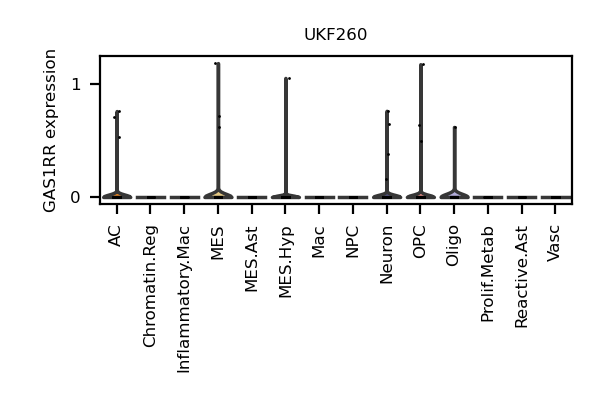 UKF260
GAS1RR expression
1
0
AC
Chromatin.Reg
Inflammatory.Mac
MES
MES.Ast
MES.Hyp
Mac
NPC
Neuron
OPC
Oligo
Prolif.Metab
Reactive.Ast
Vasc